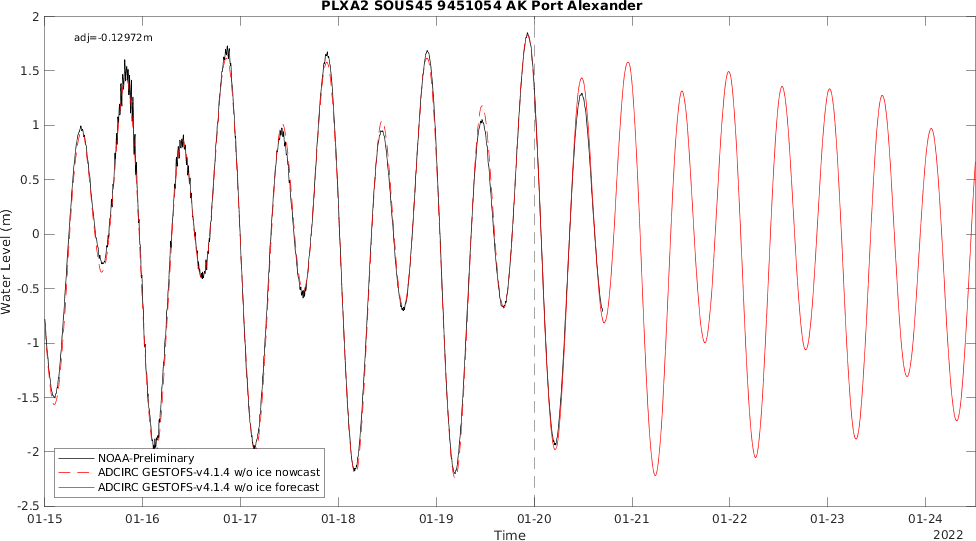 PLXA2 SOUS45 9451054 AK Port Alexander
adj=-0.12972m
2
1.5
1
0.5
0
-0.5
-1
-1.5
-2
-2.5
Water Level (m)
NOAA-Preliminary
ADCIRC GESTOFS-v4.1.4 w/o ice nowcast
ADCIRC GESTOFS-v4.1.4 w/o ice forecast
01-15 01-16 01-17 01-18 01-19 01-20 01-21 01-22 01-23 01-24
Time
2022